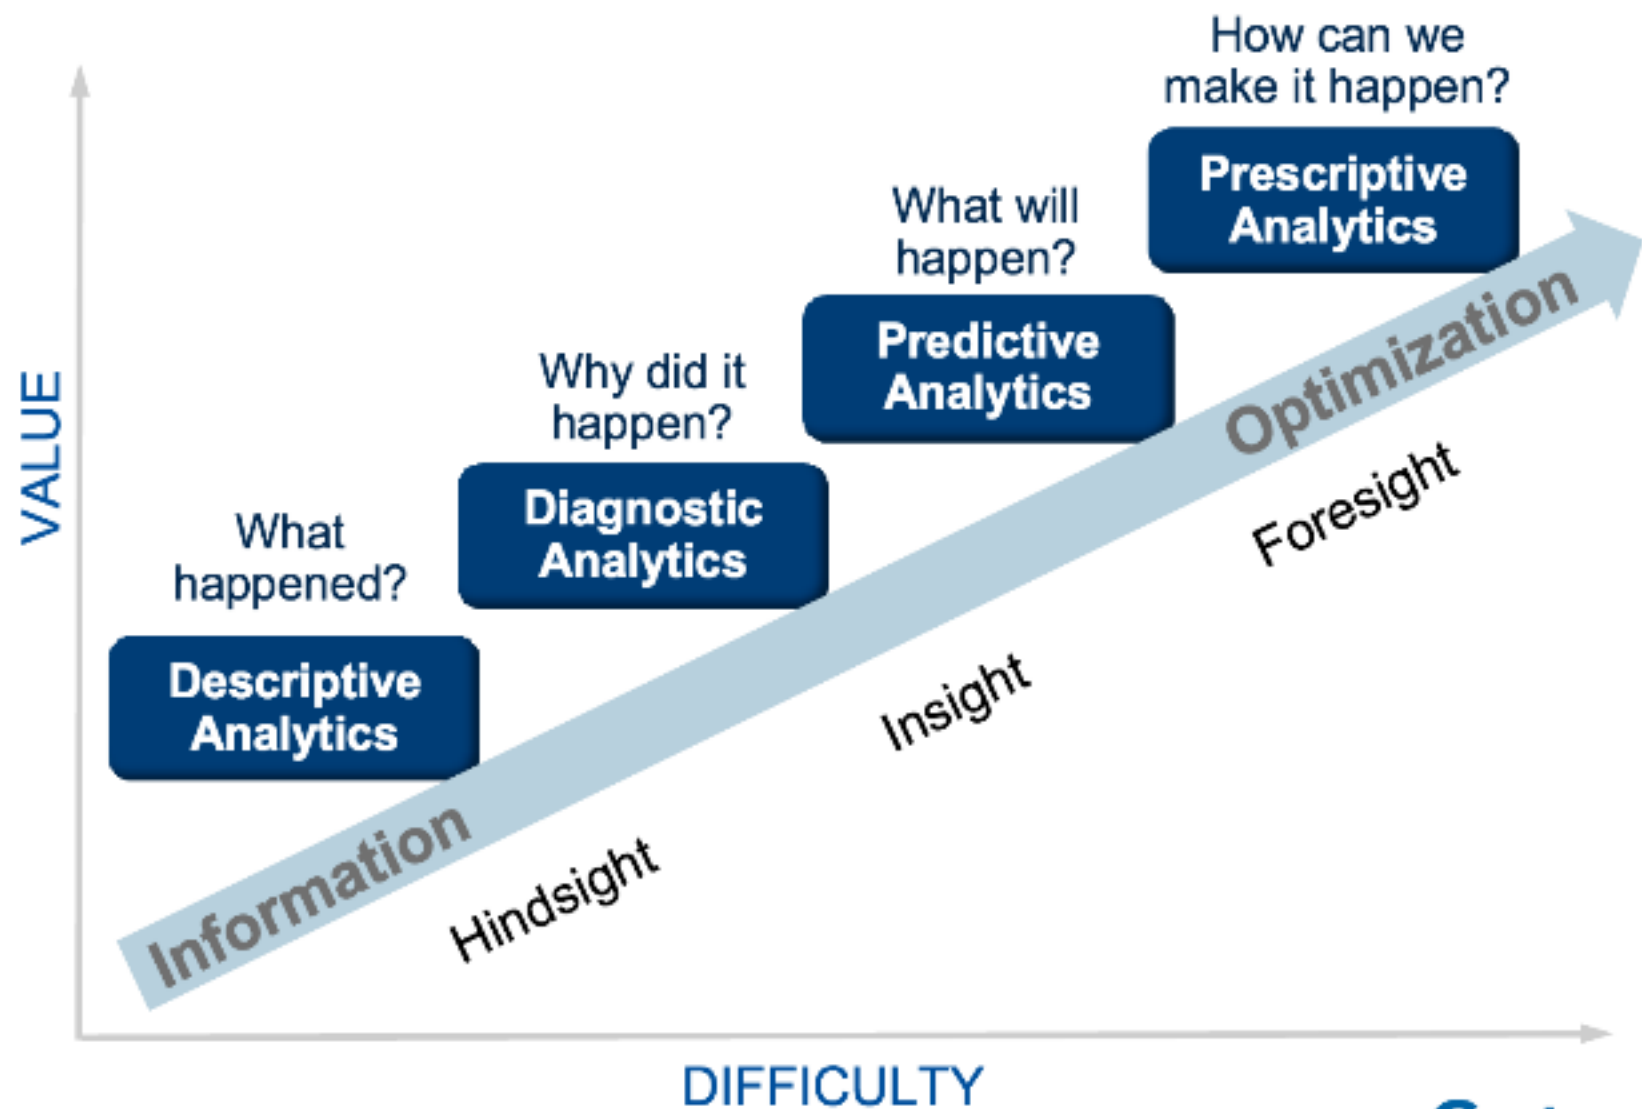 How can we
make it happen?
Prescriptive
Analytics
What will
happen?
Predictive
Analytics
Why did it
happen?
Diagnostic
Analytics
What
happened?
Descriptive
Analytics
VALUE
Information
Optimization
Hindsight
Insight
Foresight
DIFFICULTY